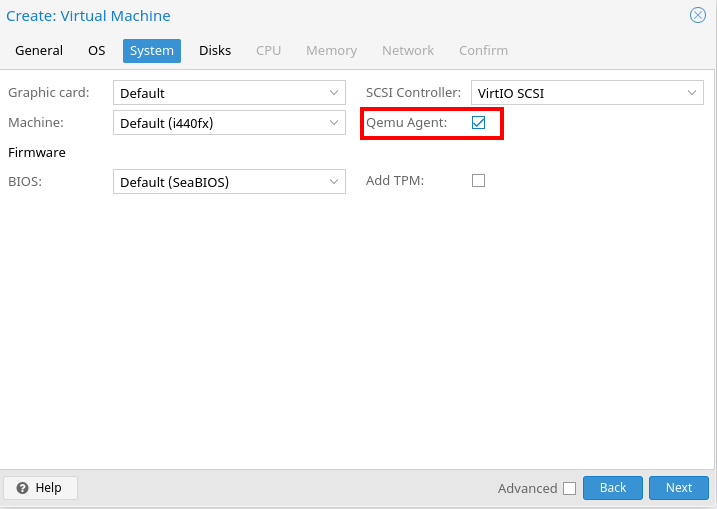 Create: Virtual Machine
General OS System Disks CPU Memory Network Confirm
Graphic card: Default SCSI Controller: VirtIO SCSI
Machine: Default (i440fx) Qemu Agent:
Firmware
BIOS: Default (SeaBIOS) Add TPM:
Help Advanced Back Next